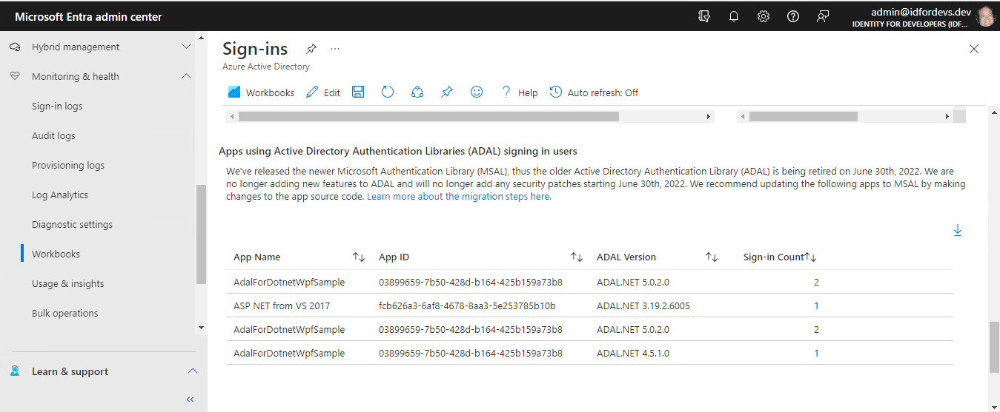 Microsoft Entra admin center
admin@idfordevs.dev
IDENTITY FOR DEVELOPERS (IDF...
Hybrid management
Monitoring & health
Sign-in logs
Audit logs
Provisioning logs
Log Analytics
Diagnostic settings
Workbooks
Usage & insights
Bulk operations
Learn & support
Sign-ins
Azure Active Directory
Workbooks Edit Help Auto refresh: Off
Apps using Active Directory Authentication Libraries (ADAL) signing in users
We've released the newer Microsoft Authentication Library (MSAL), thus the older Active Directory Authentication Library (ADAL) is being retired on June 30th, 2022. We are
no longer adding new features to ADAL and will no longer add any security patches starting June 30th, 2022. We recommend updating the following apps to MSAL by making
changes to the app source code. Learn more about the migration steps here.
App Name App ID ADAL Version Sign-in Count
AdalForDotnetWpfSample 03899659-7b50-428d-b164-425b159a73b8 ADAL.NET 5.0.2.0 2
ASP NET from VS 2017 fcb626a3-6af8-4678-8aa3-5e253785b10b ADAL.NET 3.19.2.6005 1
AdalForDotnetWpfSample 03899659-7b50-428d-b164-425b159a73b8 ADAL.NET 5.0.2.0 2
AdalForDotnetWpfSample 03899659-7b50-428d-b164-425b159a73b8 ADAL.NET 4.5.1.0 1